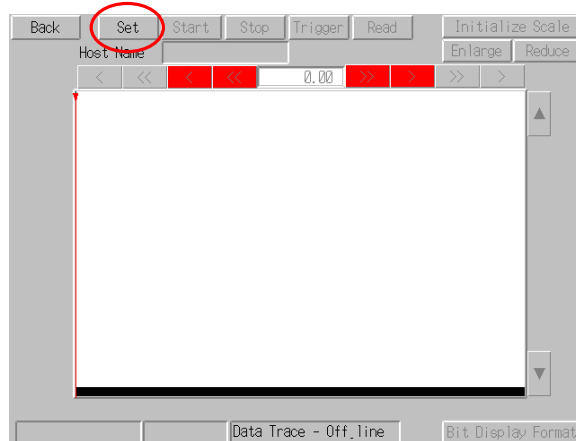 Back Set Start Stop Trigger Read Initialize Scale
Host Name Enlarge Reduce
< << < << 0.00 >> > >> >
▲
▼
Data Trace - Off_line Bit Display Format